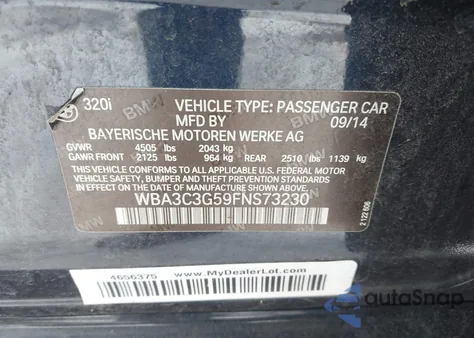 320i VEHICLE TYPE: PASSENGER CAR
MFD BY 09/14
BAYERISCHE MOTOREN WERKE AG
GVWR 4505 lbs 2043 kg
GAWR FRONT 2125 lbs 964 kg REAR 2510 lbs 1139 kg
THIS VEHICLE CONFORMS TO ALL APPLICABLE U.S. FEDERAL MOTOR
VEHICLE SAFETY, BUMPER, AND THEFT PREVENTION STANDARDS
IN EFFECT ON THE DATE OF MANUFACTURE SHOWN ABOVE.
WBA3C3G59FNS73230
2 122 606
4656375 www.MyDealerLot.com
autoSnap